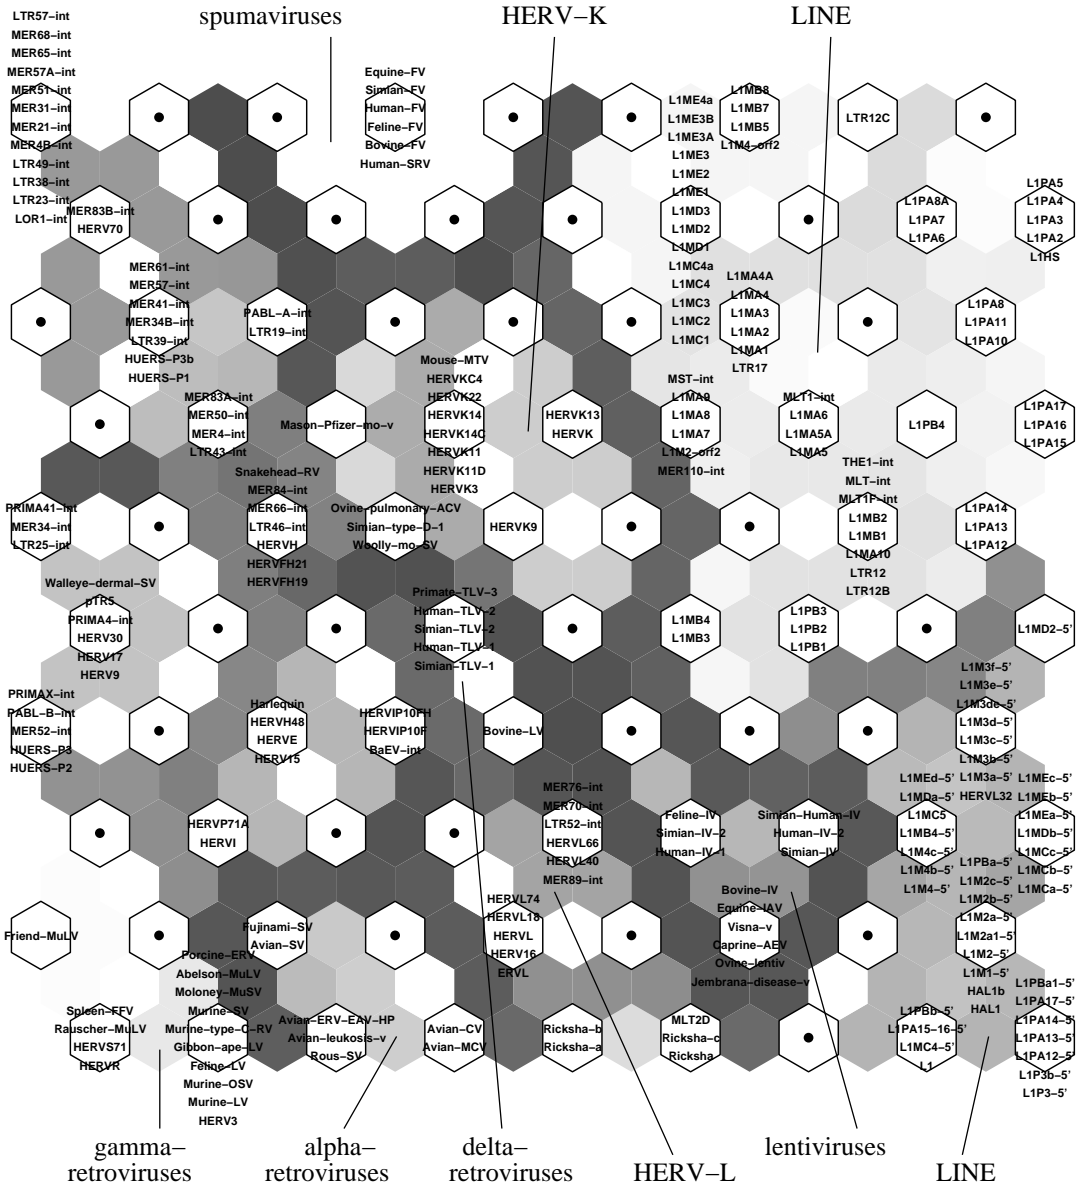 spumaviruses
HERV–K
LINE
LTR57–int
MER68–int
MER65–int
MER57A–int
MER51–int
MER31–int
MER21–int
MER4B–int
LTR49–int
LTR38–int
LTR23–int
LOR1–int
Equine–FV
Simian–FV
Human–FV
Feline–FV
Bovine–FV
Human–SRV
L1ME4a
L1ME3B
L1ME3A
L1ME3
L1ME2
L1ME1
L1MD3
L1MD2
L1MD1
L1MC4a
L1MC4
L1MC3
L1MC2
L1MC1
L1MB8
L1MB7
L1MB5
L1M4–orf2
LTR12C
MER83B–int
HERV70
L1PA8A
L1PA7
L1PA6
L1PA5
L1PA4
L1PA3
L1PA2
L1HS
MER61–int
MER57–int
MER41–int
MER34B–int
LTR39–int
HUERS–P3b
HUERS–P1
PABL–A–int
LTR19–int
L1MA4A
L1MA4
L1MA3
L1MA2
L1MA1
LTR17
L1PA8
L1PA11
L1PA10
MER83A–int
MER50–int
MER4–int
LTR43–int
Mason–Pfizer–mo–v
Mouse–MTV
HERVKC4
HERVK22
HERVK14
HERVK14C
HERVK11
HERVK11D
HERVK3
HERVK13
HERVK
MST–int
L1MA9
L1MA8
L1MA7
L1M2–orf2
MER110–int
MLT1–int
L1MA6
L1MA5A
L1MA5
L1PB4
L1PA17
L1PA16
L1PA15
PRIMA41–int
MER34–int
LTR25–int
Snakehead–RV
MER84–int
MER66–int
LTR46–int
HERVH
HERVFH21
HERVFH19
Ovine–pulmonary–ACV
Simian–type–D–1
Woolly–mo–SV
HERVK9
THE1–int
MLT–int
MLT1F–int
L1MB2
L1MB1
L1MA10
LTR12
LTR12B
L1PA14
L1PA13
L1PA12
Walleye–dermal–SV
pTR5
PRIMA4–int
HERV30
HERV17
HERV9
Primate–TLV–3
Human–TLV–2
Simian–TLV–2
Human–TLV–1
Simian–TLV–1
L1MB4
L1MB3
L1PB3
L1PB2
L1PB1
L1MD2–5’
PRIMAX–int
PABL–B–int
MER52–int
HUERS–P3
HUERS–P2
Harlequin
HERVH48
HERVE
HERV15
HERVIP10FH
HERVIP10F
BaEV–int
Bovine–LV
L1M3f–5’
L1M3e–5’
L1M3de–5’
L1M3d–5’
L1M3c–5’
L1M3b–5’
L1M3a–5’
HERVL32
HERVP71A
HERVI
MER76–int
MER70–int
LTR52–int
HERVL66
HERVL40
MER89–int
Feline–IV
Simian–IV–2
Human–IV–1
Simian–Human–IV
Human–IV–2
Simian–IV
L1MEd–5’
L1MDa–5’
L1MC5
L1MB4–5’
L1M4c–5’
L1M4b–5’
L1M4–5’
L1MEc–5’
L1MEb–5’
L1MEa–5’
L1MDb–5’
L1MCc–5’
L1MCb–5’
L1MCa–5’
Friend–MuLV
Fujinami–SV
Avian–SV
HERVL74
HERVL18
HERVL
HERV16
ERVL
Bovine–IV
Equine–IAV
Visna–v
Caprine–AEV
Ovine–lentiv
Jembrana–disease–v
L1PBa–5’
L1M2c–5’
L1M2b–5’
L1M2a–5’
L1M2a1–5’
L1M2–5’
L1M1–5’
HAL1b
HAL1
Spleen–FFV
Rauscher–MuLV
HERVS71
HERVR
Porcine–ERV
Abelson–MuLV
Moloney–MuSV
Murine–SV
Murine–type–C–RV
Gibbon–ape–LV
Feline–LV
Murine–OSV
Murine–LV
HERV3
Avian–ERV–EAV–HP
Avian–leukosis–v
Rous–SV
Avian–CV
Avian–MCV
Ricksha–b
Ricksha–a
MLT2D
Ricksha–c
Ricksha
L1PBb–5’
L1PA15–16–5’
L1MC4–5’
L1
L1PBa1–5’
L1PA17–5’
L1PA14–5’
L1PA13–5’
L1PA12–5’
L1P3b–5’
L1P3–5’
gamma–
retroviruses
alpha–
retroviruses
delta–
retroviruses
HERV–L
lentiviruses
LINE